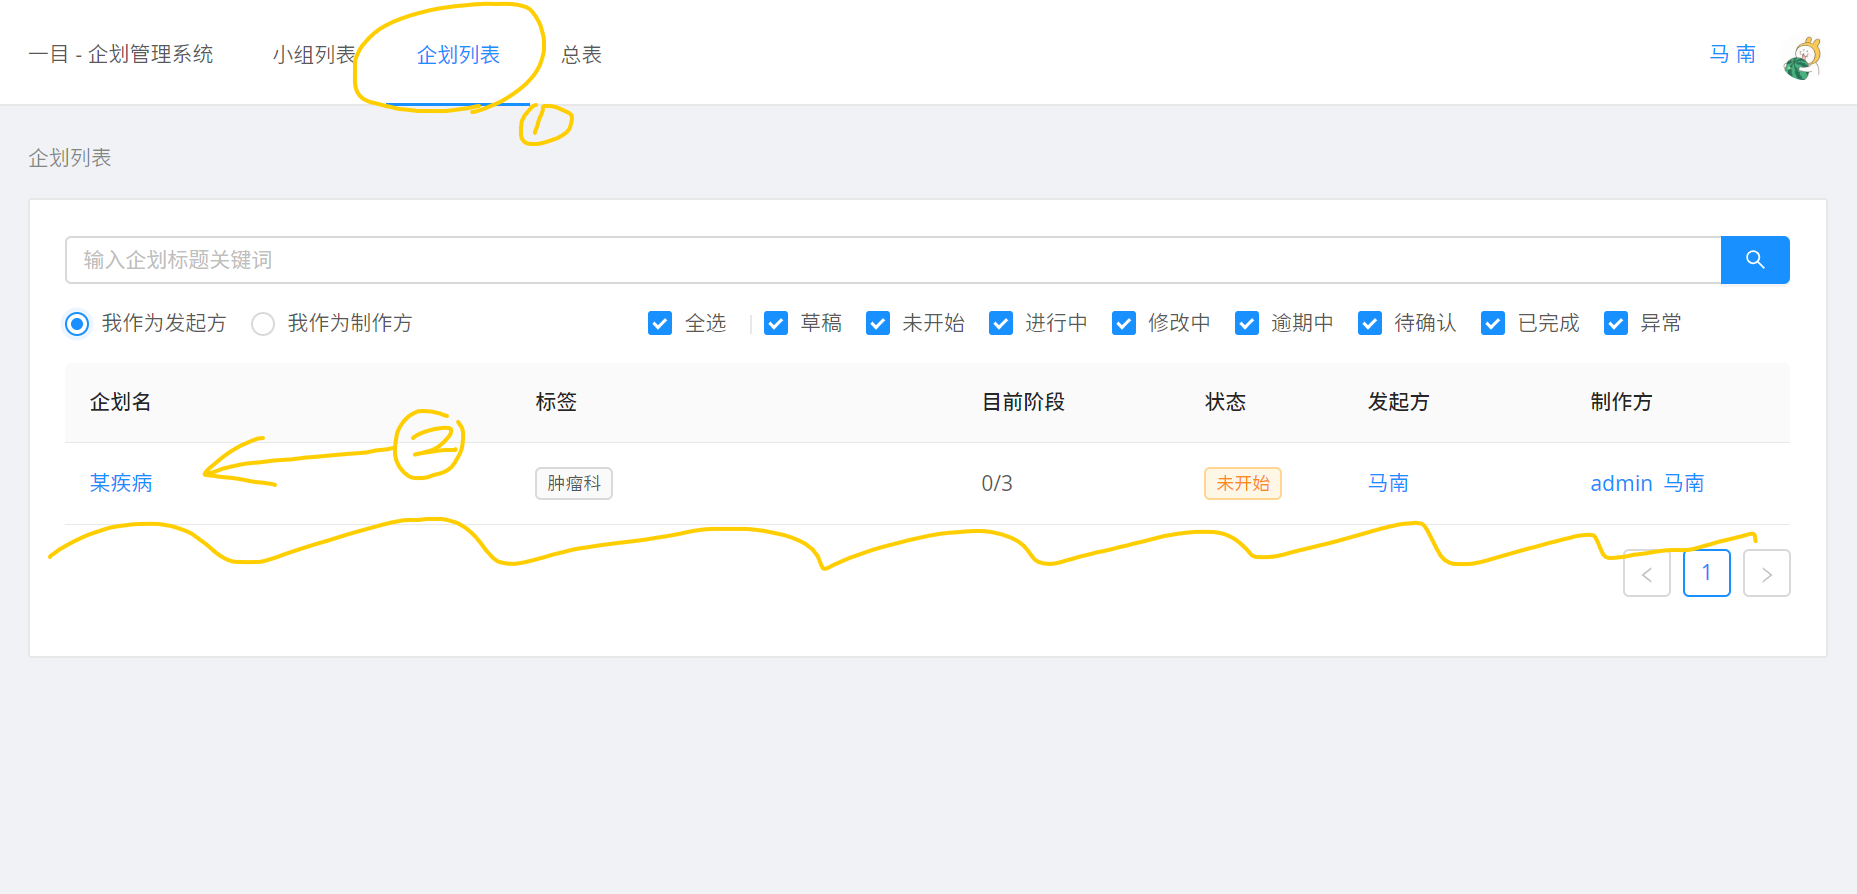 一目 - 企划管理系统 小组列表 企划列表 总表 马 南
1
企划列表
输入企划标题关键词
我作为发起方 我作为制作方 全选 草稿 未开始 进行中 修改中 逾期中 待确认 已完成 异常
企划名 标签 目前阶段 状态 发起方 制作方
2
某疾病 肿瘤科 0/3 未开始 马南 admin 马南
< 1 >